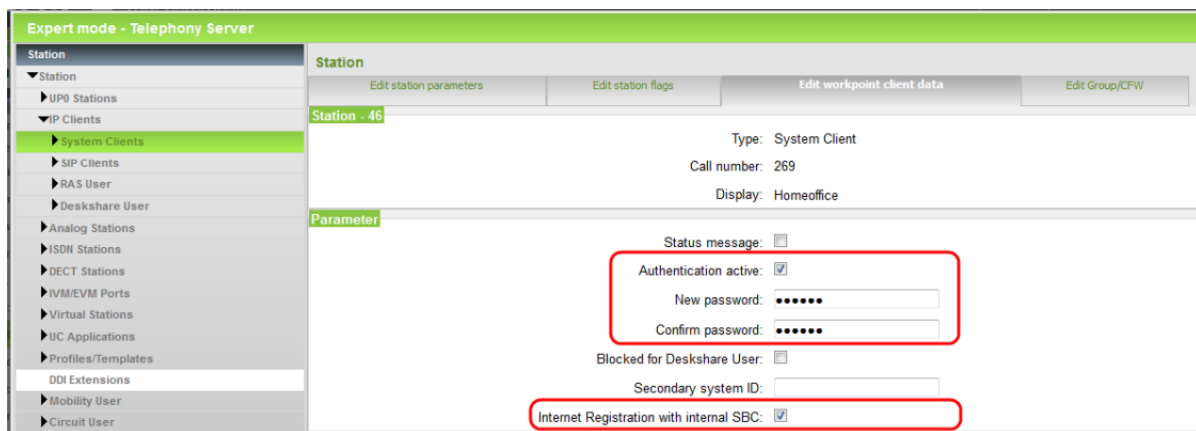 Expert mode - Telephony Server
Station
Station
UP0 Stations
IP Clients
System Clients
SIP Clients
RAS User
Deskshare User
Analog Stations
ISDN Stations
DECT Stations
IVM/EVM Ports
Virtual Stations
UC Applications
Profiles/Templates
DDI Extensions
Mobility User
Circuit User
Station
Edit station parameters Edit station flags Edit workpoint client data Edit Group/CFW
Station - 46
Type: System Client
Call number: 269
Display: Homeoffice
Parameter
Status message:
Authentication active:
New password: ••••••
Confirm password: ••••••
Blocked for Deskshare User:
Secondary system ID:
Internet Registration with internal SBC: